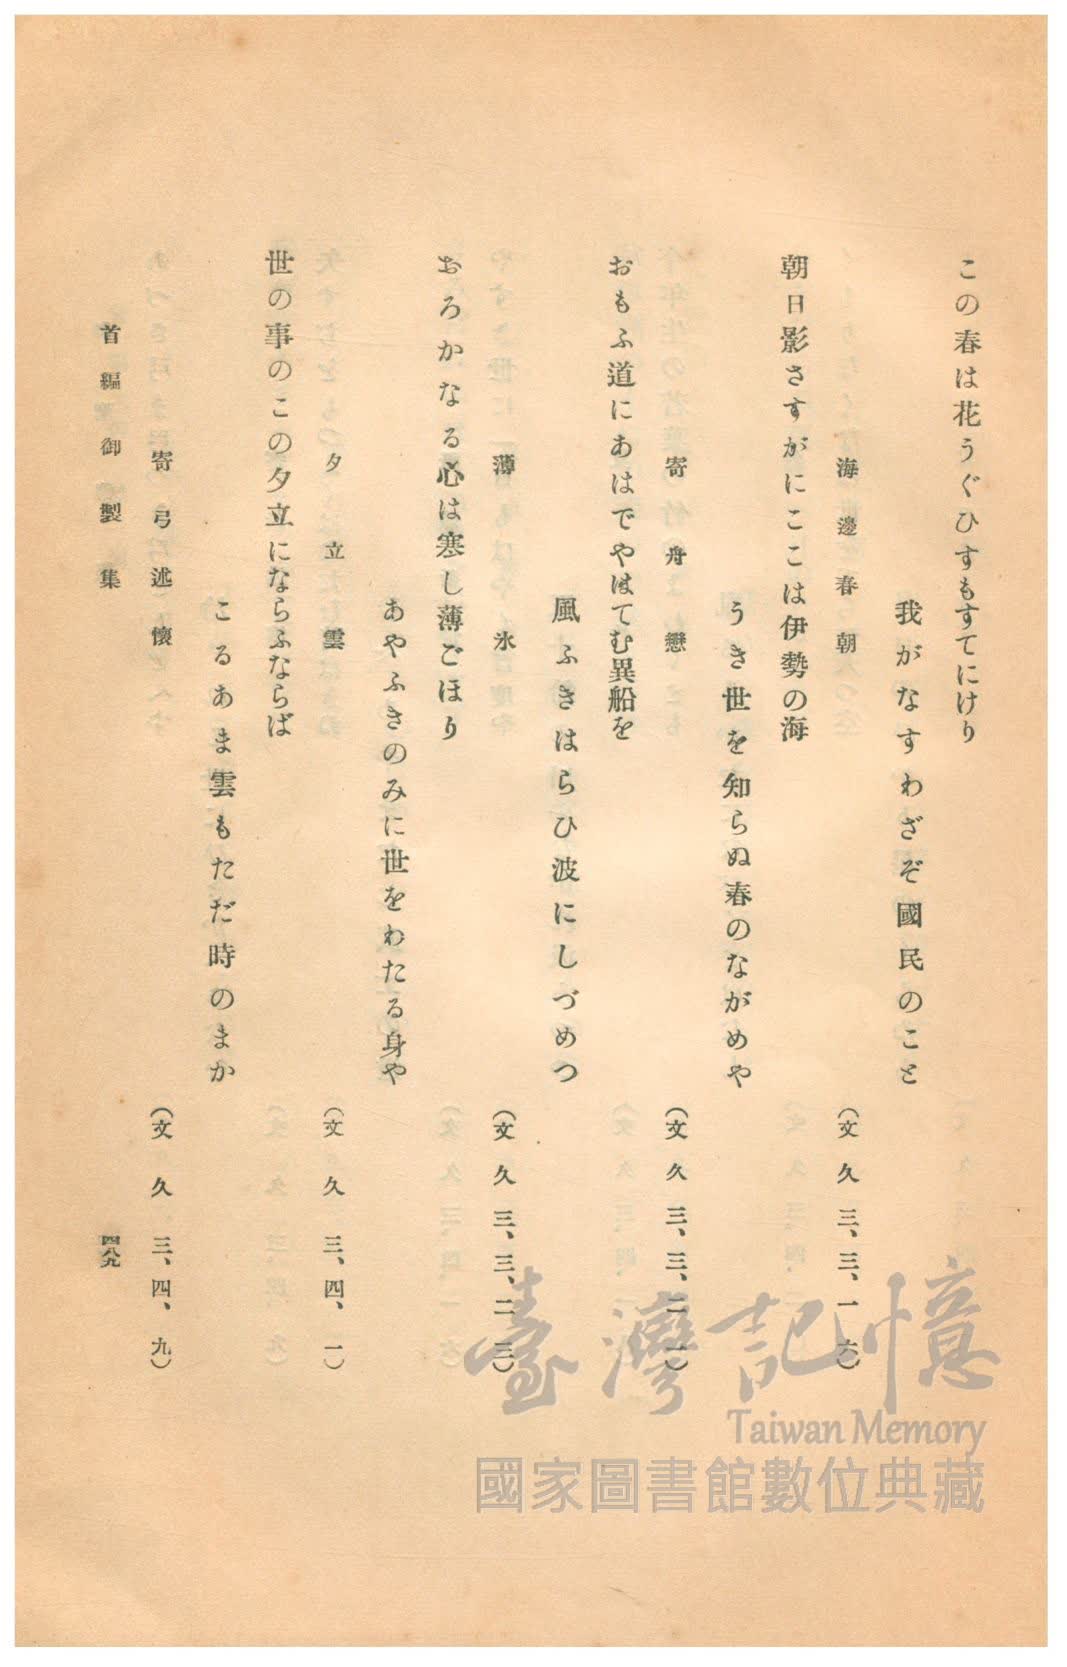 この春は花うぐひすもすてにけり
我がなすわざぞ國民のこと
海邊春朝 (文久三、三、一六)
朝日影さすがにここは伊勢の海
うき世を知らぬ春のながめや
寄舟戀 (文久三、三、二一)
おもふ道にあはでやはてむ異船を
風ふきはらひ波にしづめつ
薄氷 (文久三、三、二三)
おろかなる心は寒し薄ごほり
あやふきのみに世をわたる身や
夕立雲 (文久三、四、一)
世の事のこの夕立にならふならば
こるあま雲もただ時のまか
寄弓述懷 (文久三、四、九)
首編御製集
四八九
臺灣記憶
Taiwan Memory
國家圖書館數位典藏